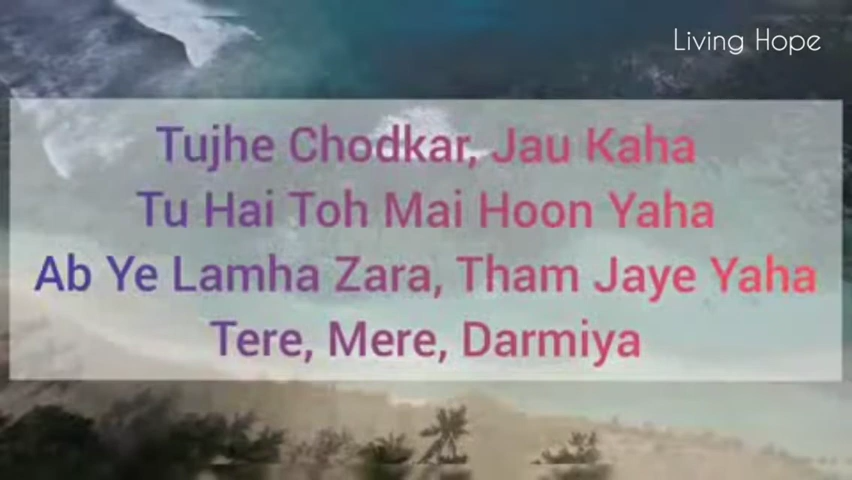 Living Hope
Tujhe Chodkar, Jau Kaha
Tu Hai Toh Mai Hoon Yaha
Ab Ye Lamha Zara, Tham Jaye Yaha
Tere, Mere, Darmiya